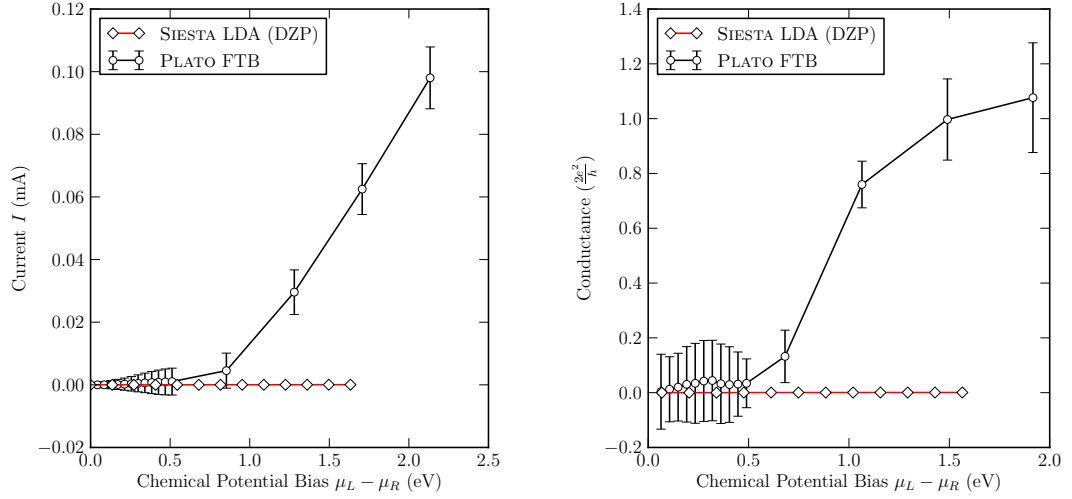 0.12
0.10
0.08
0.06
0.04
0.02
0.00
−0.02
0.0 0.5 1.0 1.5 2.0 2.5
Current I (mA)
Chemical Potential Bias μ_L − μ_R (eV)
SIESTA LDA (DZP)
PLATO FTB
1.4
1.2
1.0
0.8
0.6
0.4
0.2
0.0
−0.2
0.0 0.5 1.0 1.5 2.0
Conductance (2e²/h)
Chemical Potential Bias μ_L − μ_R (eV)
SIESTA LDA (DZP)
PLATO FTB